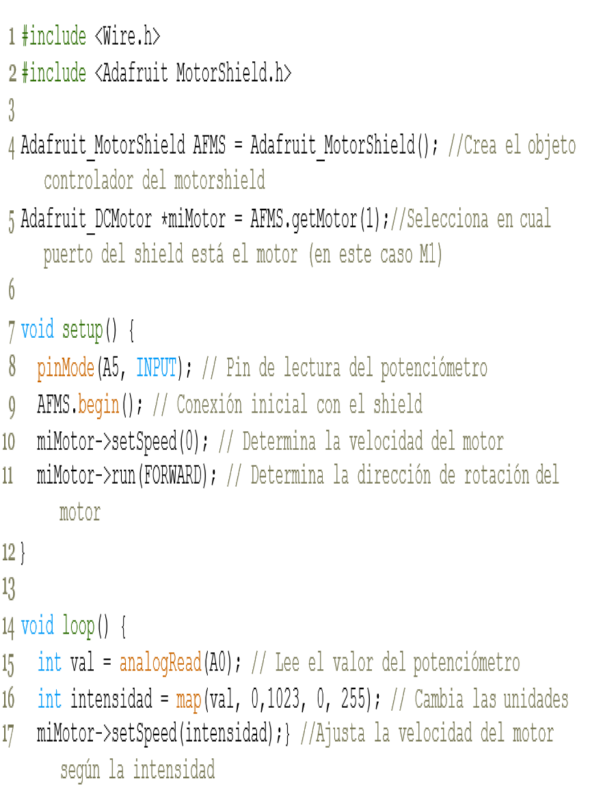 1 #include <Wire.h>
2 #include <Adafruit MotorShield.h>
3
4 Adafruit_MotorShield AFMS = Adafruit_MotorShield(); //Crea el objeto
controlador del motorshield
5 Adafruit_DCMotor *miMotor = AFMS.getMotor(1);//Selecciona en cual
puerto del shield está el motor (en este caso M1)
6
7 void setup() {
8 pinMode(A5, INPUT); // Pin de lectura del potenciómetro
9 AFMS.begin(); // Conexión inicial con el shield
10 miMotor->setSpeed(0); // Determina la velocidad del motor
11 miMotor->run(FORWARD); // Determina la dirección de rotación del
motor
12 }
13
14 void loop() {
15 int val = analogRead(A0); // Lee el valor del potenciómetro
16 int intensidad = map(val, 0,1023, 0, 255); // Cambia las unidades
17 miMotor->setSpeed(intensidad);} //Ajusta la velocidad del motor
según la intensidad